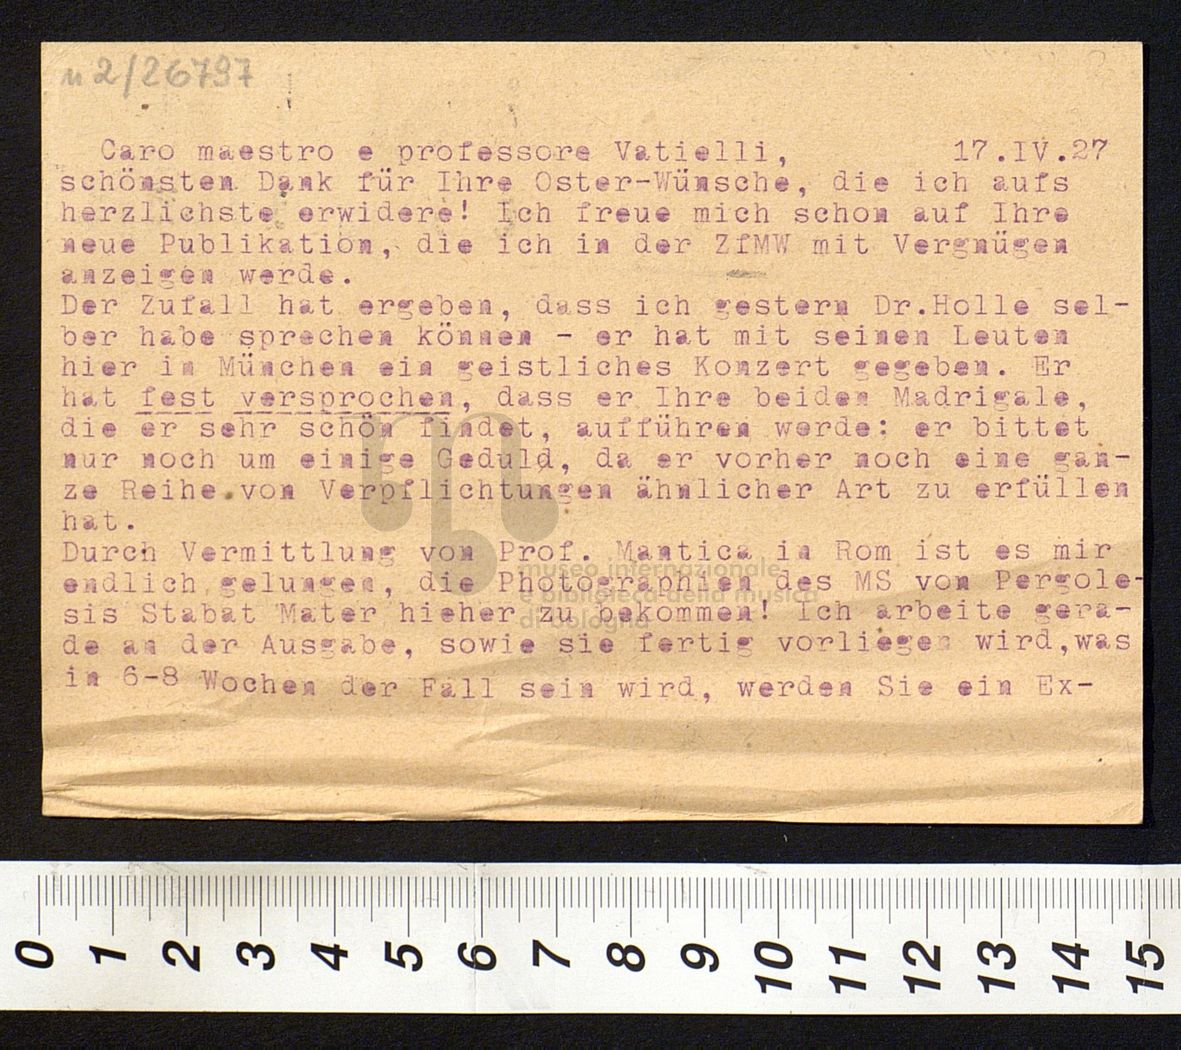 n 2/26797
Caro maestro e professore Vatielli, 17.IV.27
schönsten Dank für Ihre Oster-Wünsche, die ich aufs
herzlichste erwidere! Ich freue mich schon auf Ihre
neue Publikation, die ich in der ZfMW mit Vergnügen
anzeigen werde.
Der Zufall hat ergeben, dass ich gestern Dr.Holle sel-
ber habe sprechen können - er hat mit seinen Leuten
hier in München ein geistliches Konzert gegeben. Er
hat fest versprochen, dass er Ihre beiden Madrigale,
die er sehr schön findet, aufführen werde: er bittet
nur noch um einige Geduld, da er vorher noch eine gan-
ze Reihe von Verpflichtungen ähnlicher Art zu erfüllen
hat.
Durch Vermittlung von Prof. Mantica in Rom ist es mir
endlich gelungen, die Photographien des MS von Pergole-
sis Stabat Mater hieher zu bekommen! Ich arbeite gera-
de an der Ausgabe, sowie sie fertig vorliegen wird,was
in 6-8 Wochen der Fall sein wird, werden Sie ein Ex-
museo internazionale
e biblioteca della musica
di bologna
0 1 2 3 4 5 6 7 8 9 10 11 12 13 14 15